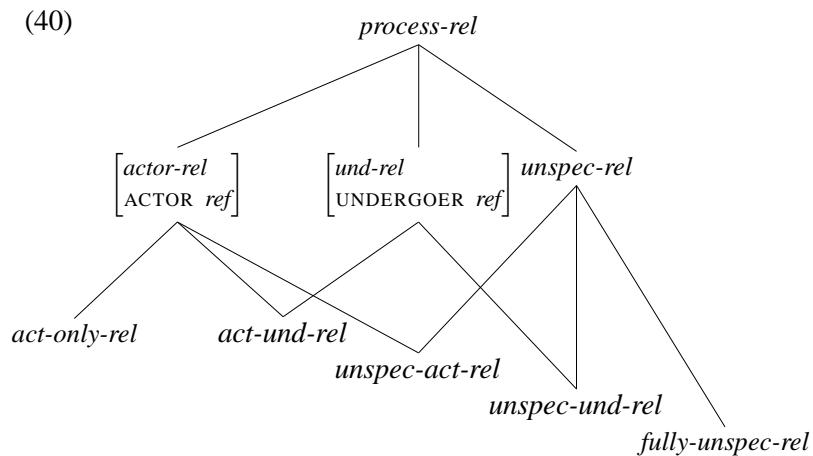 (40)
process-rel
actor-rel
ACTOR ref
und-rel
UNDERGOER ref
unspec-rel
act-only-rel
act-und-rel
unspec-act-rel
unspec-und-rel
fully-unspec-rel